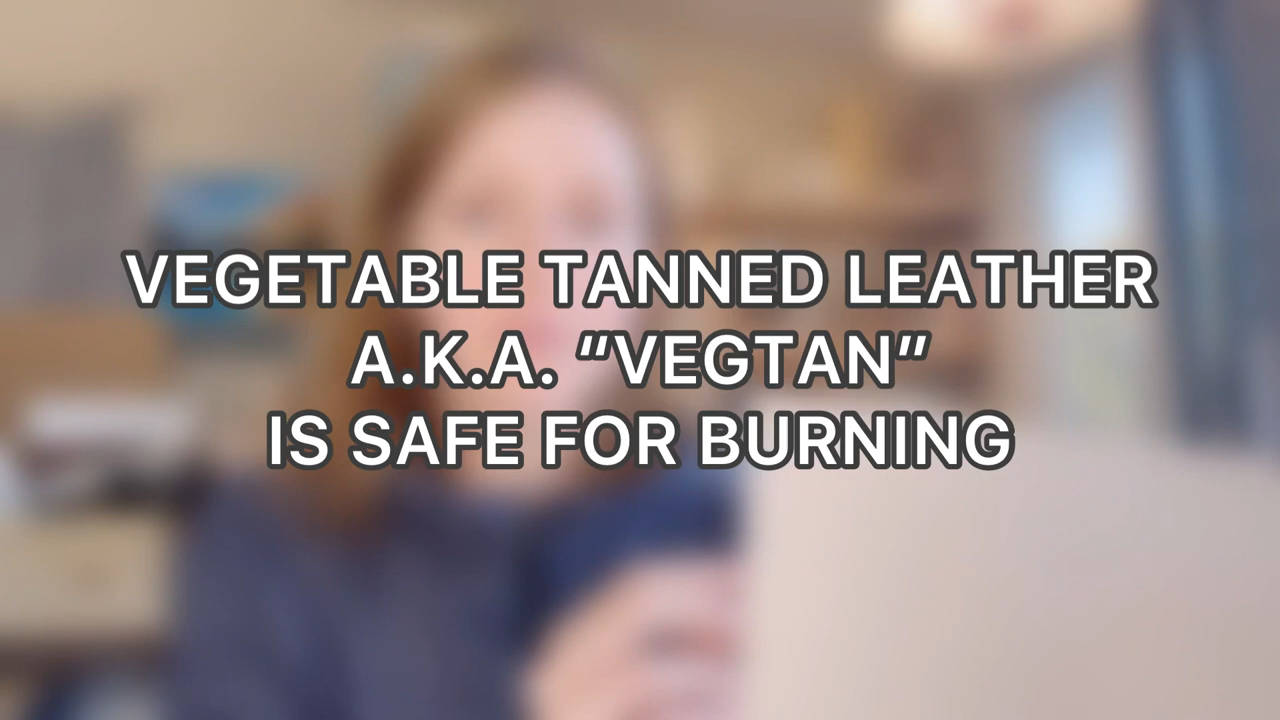 VEGETABLE TANNED LEATHER
A.K.A. “VEGTAN”
IS SAFE FOR BURNING